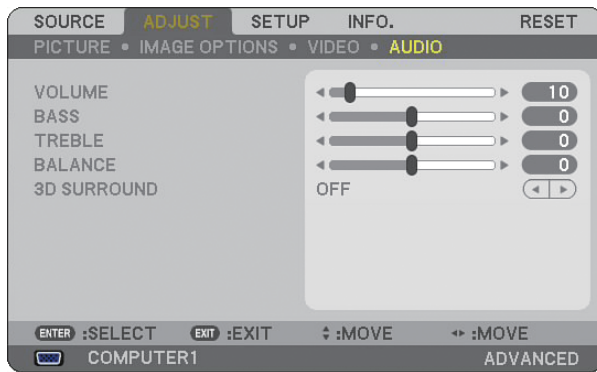 SOURCE ADJUST SETUP INFO. RESET
PICTURE • IMAGE OPTIONS • VIDEO • AUDIO
VOLUME 10
BASS 0
TREBLE 0
BALANCE 0
3D SURROUND OFF
ENTER :SELECT EXIT :EXIT :MOVE :MOVE
COMPUTER1 ADVANCED